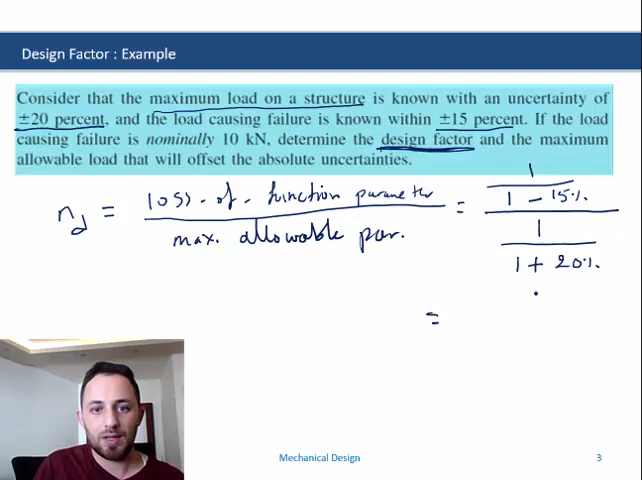 Design Factor : Example
Consider that the maximum load on a structure is known with an uncertainty of
±20 percent, and the load causing failure is known within ±15 percent. If the load
causing failure is nominally 10 kN, determine the design factor and the maximum
allowable load that will offset the absolute uncertainties.
n_d = loss-of-function parameter / max. allowable par. = 1 / 1 - 15% / 1 / 1 + 20%
=
Mechanical Design
3